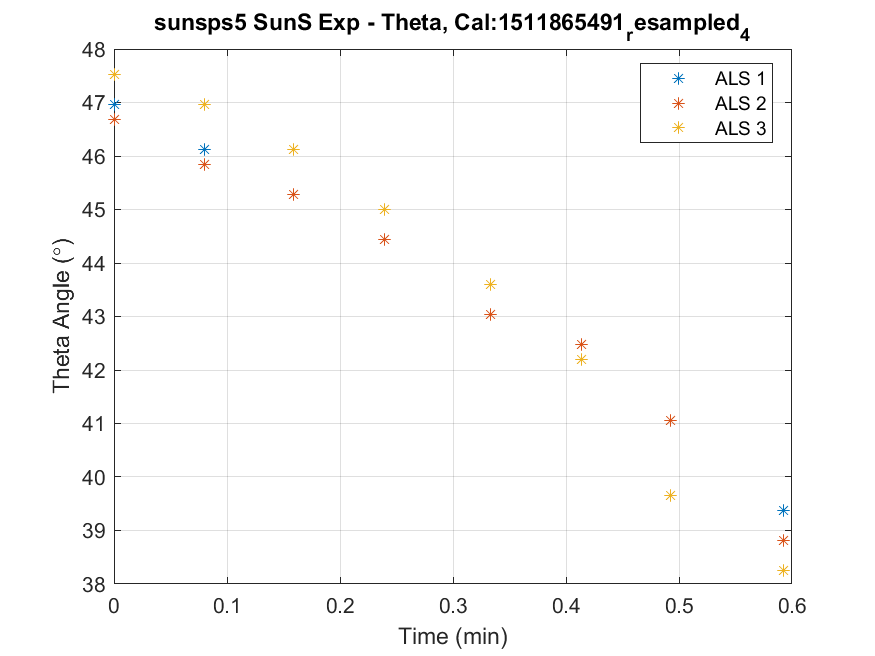 sunsps5 SunS Exp - Theta, Cal:1511865491resampled4
ALS 1
ALS 2
ALS 3
Theta Angle (°)
48
47
46
45
44
43
42
41
40
39
38
0 0.1 0.2 0.3 0.4 0.5 0.6
Time (min)